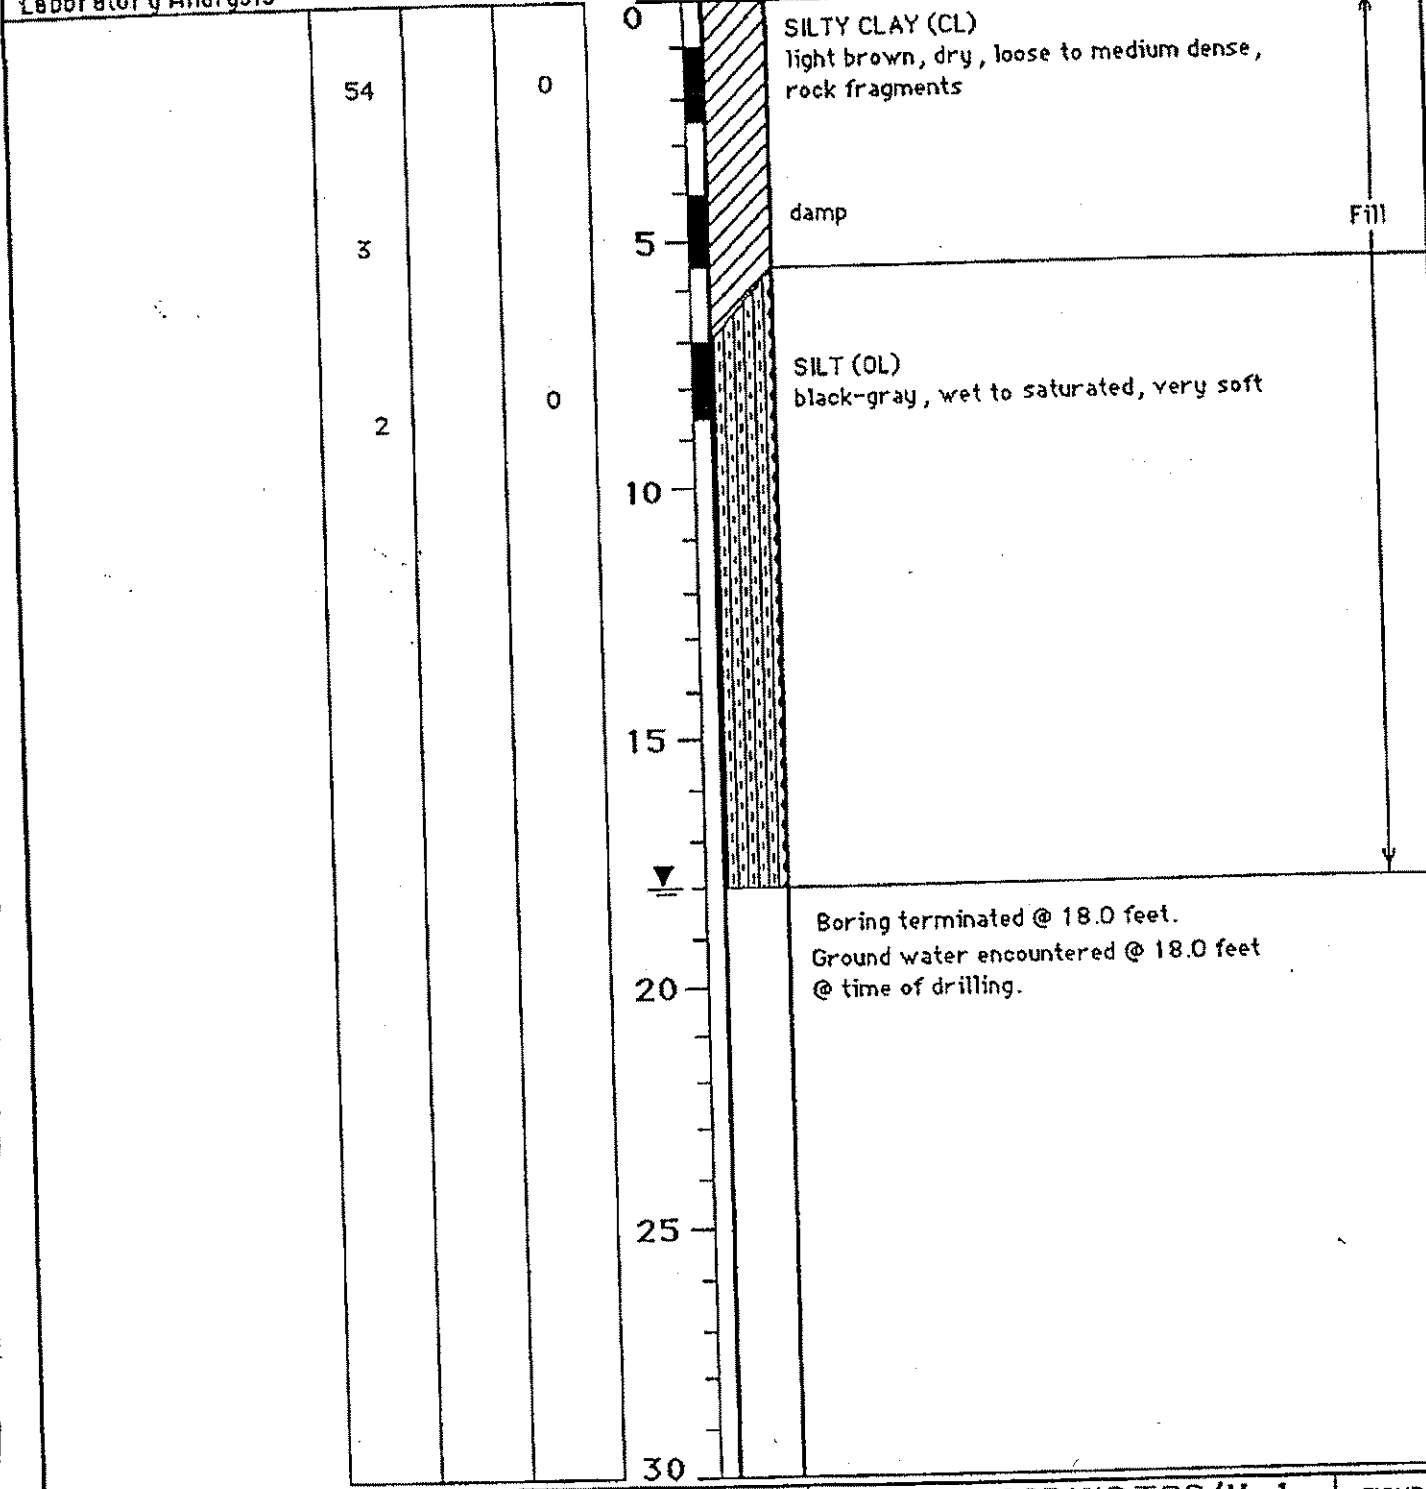 Laboratory Analysis
0
SILTY CLAY (CL)
light brown, dry, loose to medium dense,
rock fragments
54
0
damp
Fill
5
3
SILT (OL)
black-gray, wet to saturated, very soft
0
2
10
15
Boring terminated @ 18.0 feet.
Ground water encountered @ 18.0 feet
@ time of drilling.
20
25
30